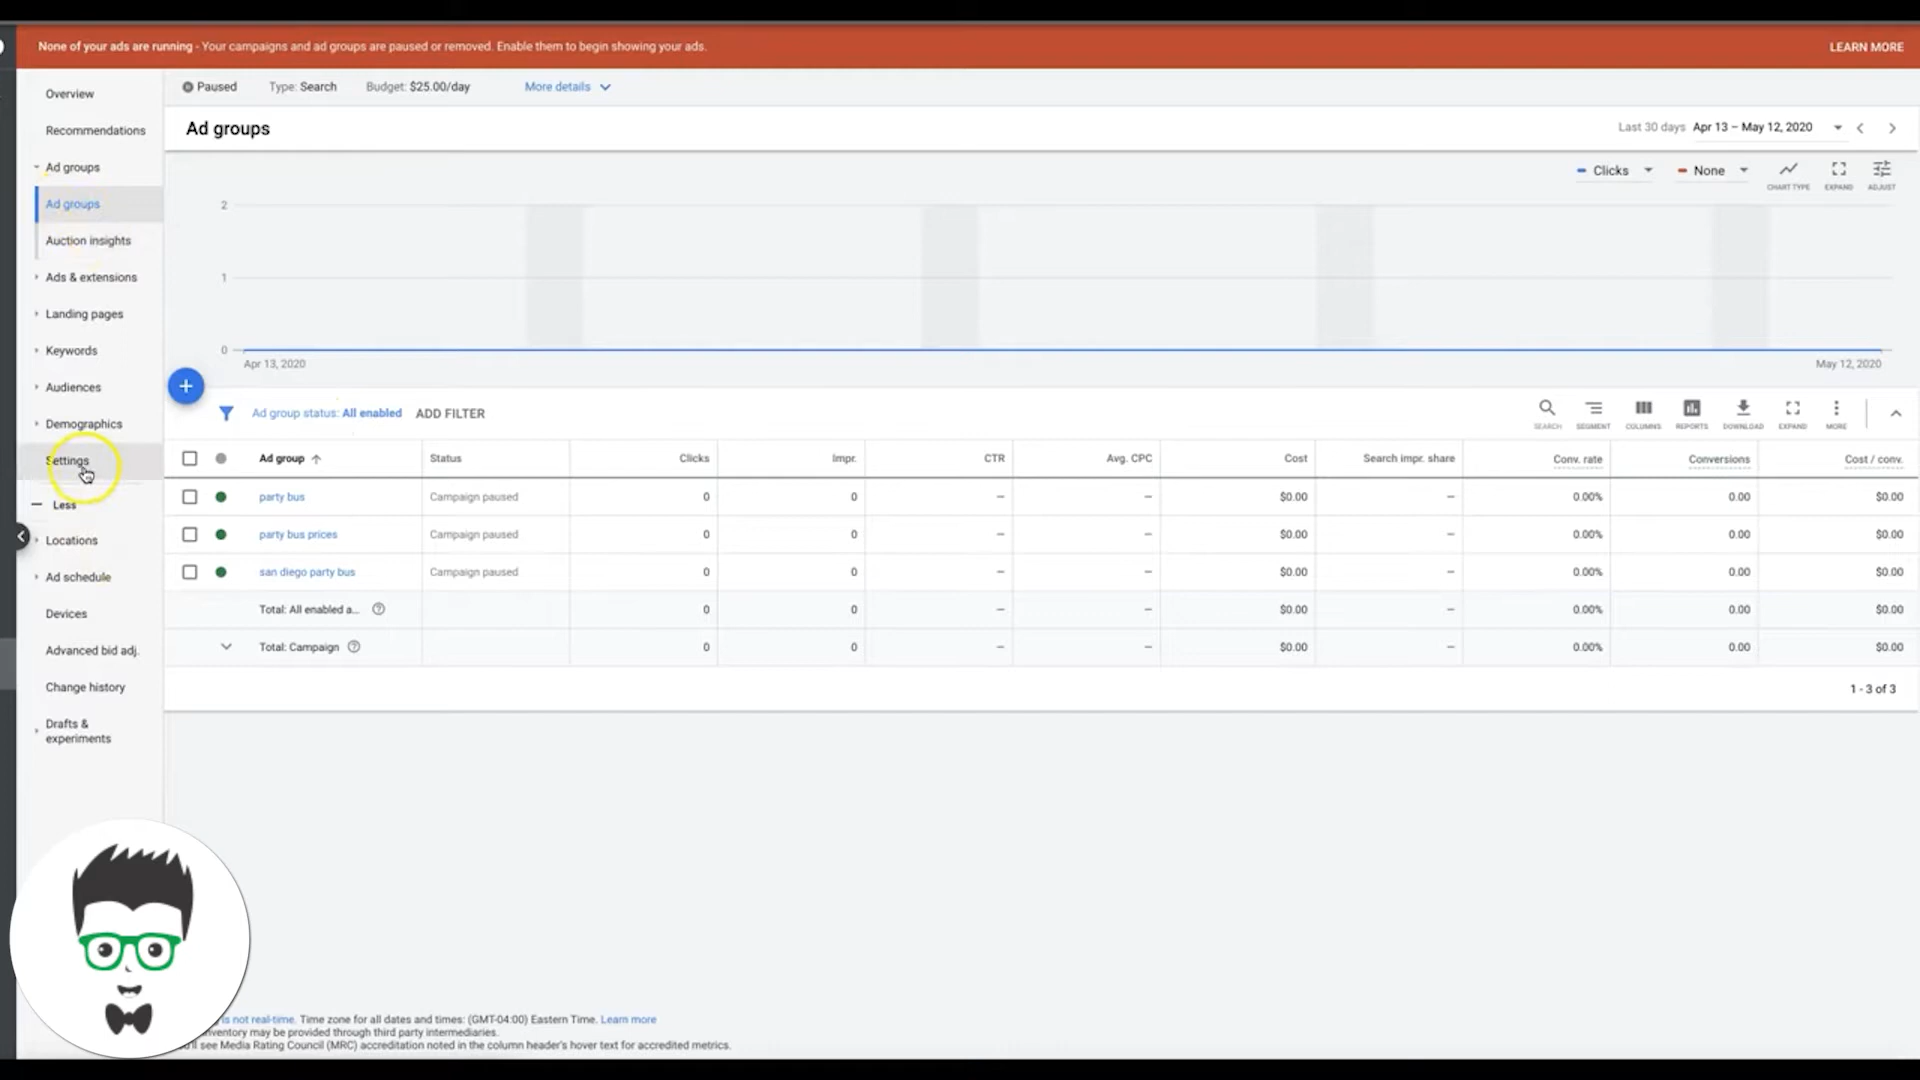 None of your ads are running - Your campaigns and ad groups are paused or removed. Enable them to begin showing your ads.
LEARN MORE
Overview
Recommendations
Ad groups
Ad groups
Auction insights
Ads & extensions
Landing pages
Keywords
Audiences
Demographics
Settings
Less
Locations
Ad schedule
Devices
Advanced bid adj.
Change history
Drafts &
experiments
Paused Type: Search Budget: $25.00/day More details
Ad groups
Last 30 days Apr 13 – May 12, 2020
Clicks None
CHART TYPE EXPAND ADJUST
2
1
0
Apr 13, 2020 May 12, 2020
Ad group status: All enabled ADD FILTER
SEARCH SEGMENT COLUMNS REPORTS DOWNLOAD EXPAND MORE
Ad group Status Clicks Impr. CTR Avg. CPC Cost Search impr. share Conv. rate Conversions Cost / conv.
party bus Campaign paused 0 0 – – $0.00 – 0.00% 0.00 $0.00
party bus prices Campaign paused 0 0 – – $0.00 – 0.00% 0.00 $0.00
san diego party bus Campaign paused 0 0 – – $0.00 – 0.00% 0.00 $0.00
Total: All enabled a... 0 0 – – $0.00 – 0.00% 0.00 $0.00
Total: Campaign 0 0 – – $0.00 – 0.00% 0.00 $0.00
1 - 3 of 3
is not real-time. Time zone for all dates and times: (GMT-04:00) Eastern Time. Learn more
may be provided through third party intermediaries.
see Media Rating Council (MRC) accreditation noted in the column header's hover text for accredited metrics.